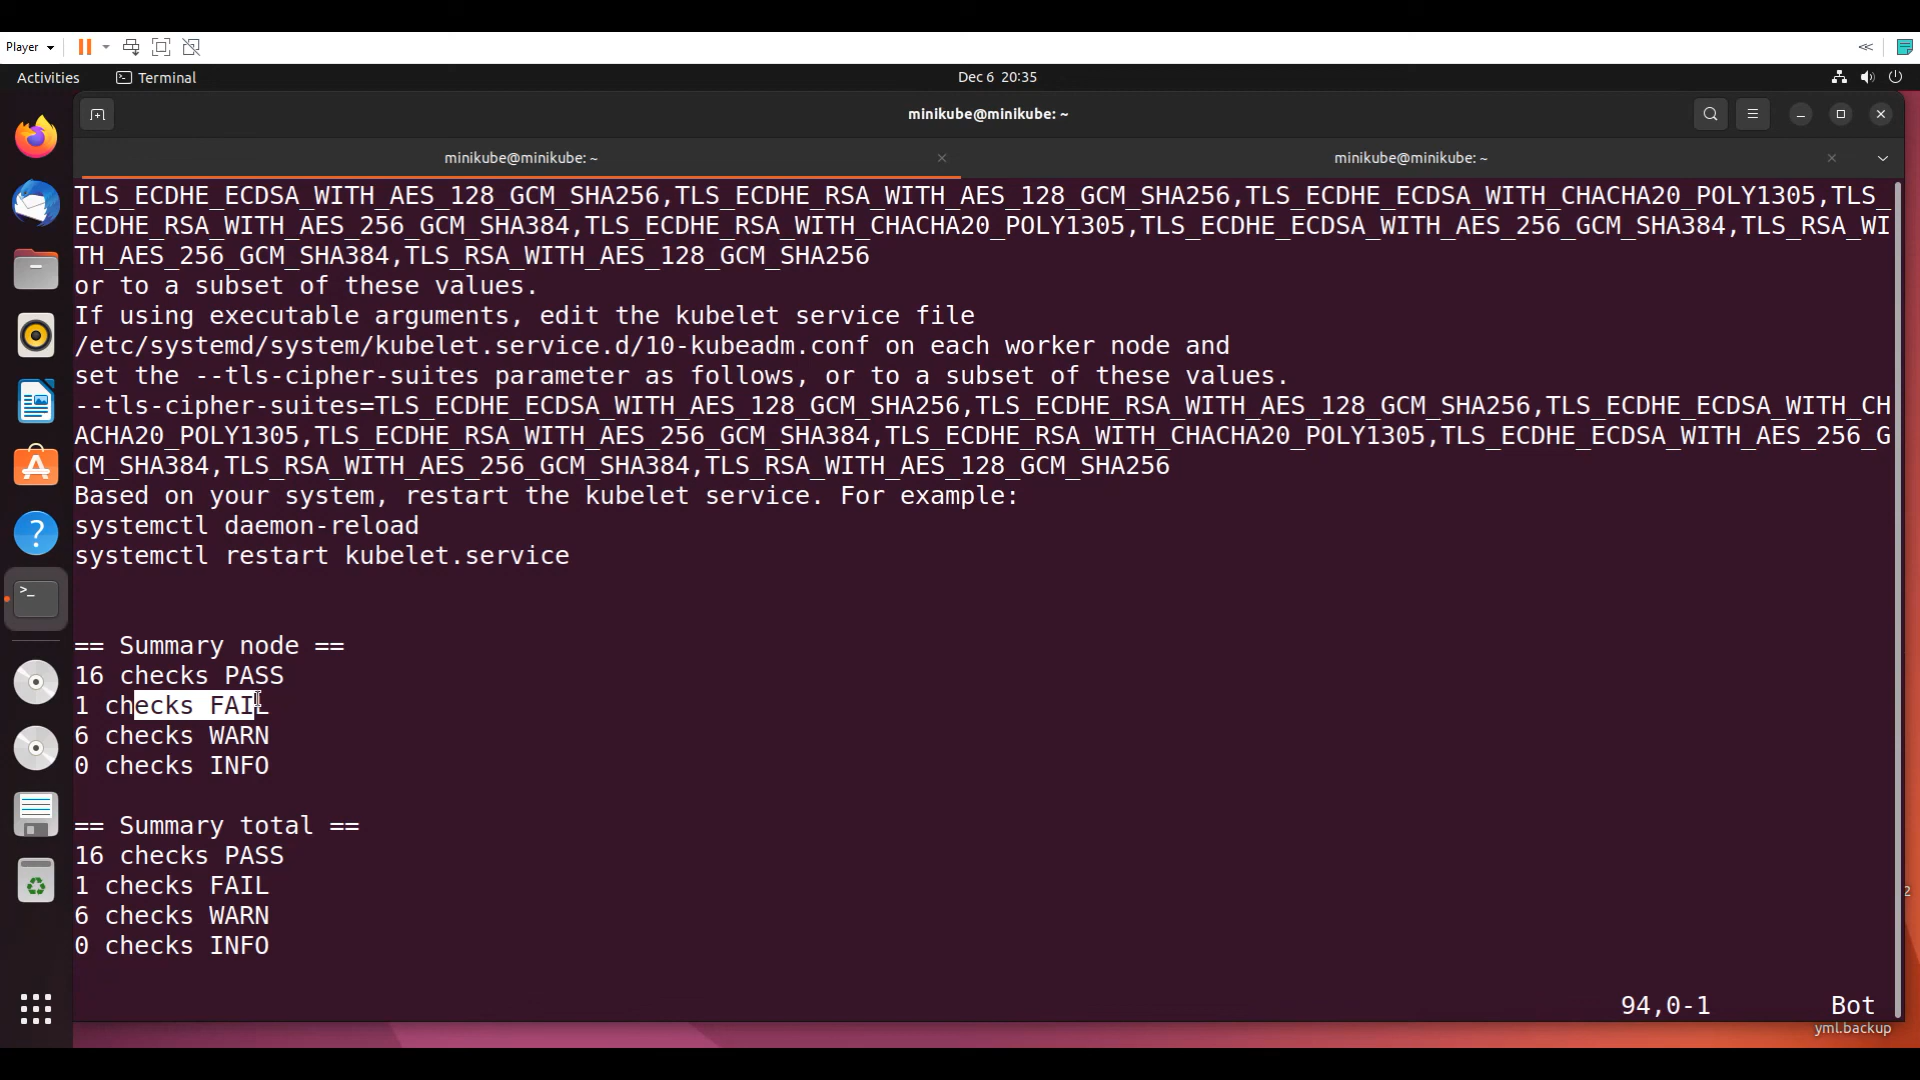 Player
Activities
Terminal
Dec 6 20:35
minikube@minikube: ~
minikube@minikube: ~
minikube@minikube: ~
TLS_ECDHE_ECDSA_WITH_AES_128_GCM_SHA256,TLS_ECDHE_RSA_WITH_AES_128_GCM_SHA256,TLS_ECDHE_ECDSA_WITH_CHACHA20_POLY1305,TLS_
ECDHE_RSA_WITH_AES_256_GCM_SHA384,TLS_ECDHE_RSA_WITH_CHACHA20_POLY1305,TLS_ECDHE_ECDSA_WITH_AES_256_GCM_SHA384,TLS_RSA_WI
TH_AES_256_GCM_SHA384,TLS_RSA_WITH_AES_128_GCM_SHA256
or to a subset of these values.
If using executable arguments, edit the kubelet service file
/etc/systemd/system/kubelet.service.d/10-kubeadm.conf on each worker node and
set the --tls-cipher-suites parameter as follows, or to a subset of these values.
--tls-cipher-suites=TLS_ECDHE_ECDSA_WITH_AES_128_GCM_SHA256,TLS_ECDHE_RSA_WITH_AES_128_GCM_SHA256,TLS_ECDHE_ECDSA_WITH_CH
ACHA20_POLY1305,TLS_ECDHE_RSA_WITH_AES_256_GCM_SHA384,TLS_ECDHE_RSA_WITH_CHACHA20_POLY1305,TLS_ECDHE_ECDSA_WITH_AES_256_G
CM_SHA384,TLS_RSA_WITH_AES_256_GCM_SHA384,TLS_RSA_WITH_AES_128_GCM_SHA256
Based on your system, restart the kubelet service. For example:
systemctl daemon-reload
systemctl restart kubelet.service
== Summary node ==
16 checks PASS
1 checks FAIL
6 checks WARN
0 checks INFO
== Summary total ==
16 checks PASS
1 checks FAIL
6 checks WARN
0 checks INFO
94,0-1 Bot
yml.backup